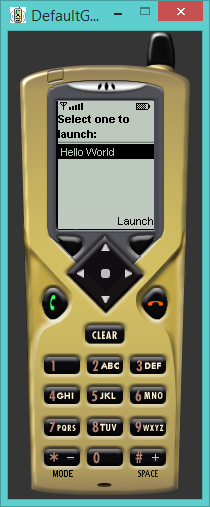 DefaultG...
Select one to
launch:
Hello World
Launch
CLEAR
1 2 ABC 3 DEF
4 GHI 5 JKL 6 MNO
7 PQRS 8 TUV 9 WXYZ
* - 0 # +
MODE SPACE